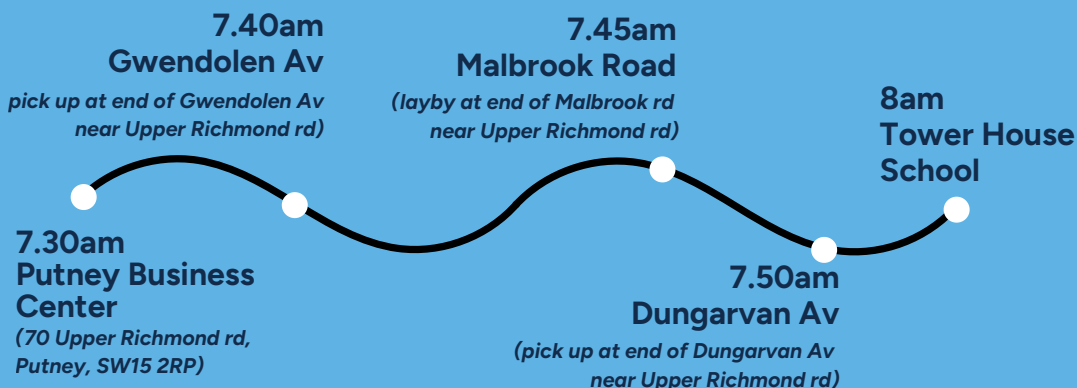 7.40am
Gwendolen Av
pick up at end of Gwendolen Av
near Upper Richmond rd)
7.45am
Malbrook Road
(layby at end of Malbrook rd
near Upper Richmond rd)
8am
Tower House
School
7.30am
Putney Business
Center
(70 Upper Richmond rd,
Putney, SW15 2RP)
7.50am
Dungarvan Av
(pick up at end of Dungarvan Av
near Upper Richmond rd)